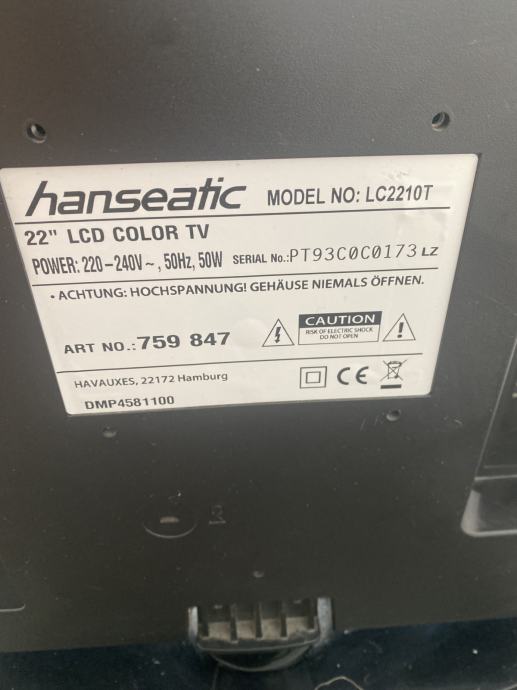 hanseatic MODEL NO: LC2210T
22" LCD COLOR TV
POWER: 220-240V~, 50Hz, 50W SERIAL No.:PT93C0C0173 LZ
• ACHTUNG: HOCHSPANNUNG! GEHÄUSE NIEMALS ÖFFNEN.
ART NO.:759 847
CAUTION
RISK OF ELECTRIC SHOCK
DO NOT OPEN
HAVAUXES, 22172 Hamburg
CE
DMP4581100